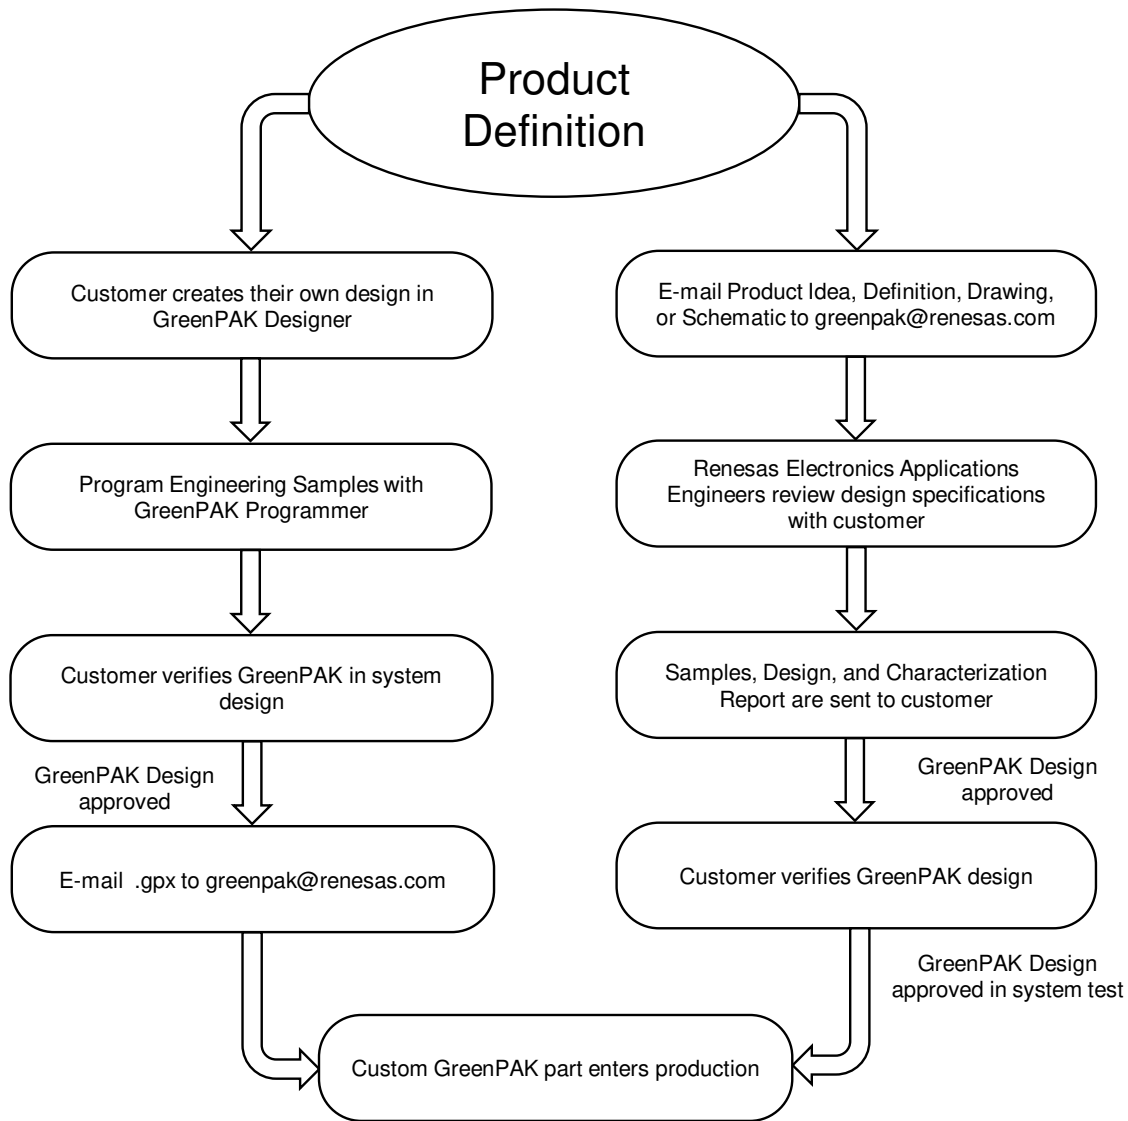 Product
Definition
Customer creates their own design in
GreenPAK Designer
Program Engineering Samples with
GreenPAK Programmer
Customer verifies GreenPAK in system
design
GreenPAK Design
approved
E-mail .gpx to greenpak@renesas.com
E-mail Product Idea, Definition, Drawing,
or Schematic to greenpak@renesas.com
Renesas Electronics Applications
Engineers review design specifications
with customer
Samples, Design, and Characterization
Report are sent to customer
GreenPAK Design
approved
Customer verifies GreenPAK design
GreenPAK Design
approved in system test
Custom GreenPAK part enters production